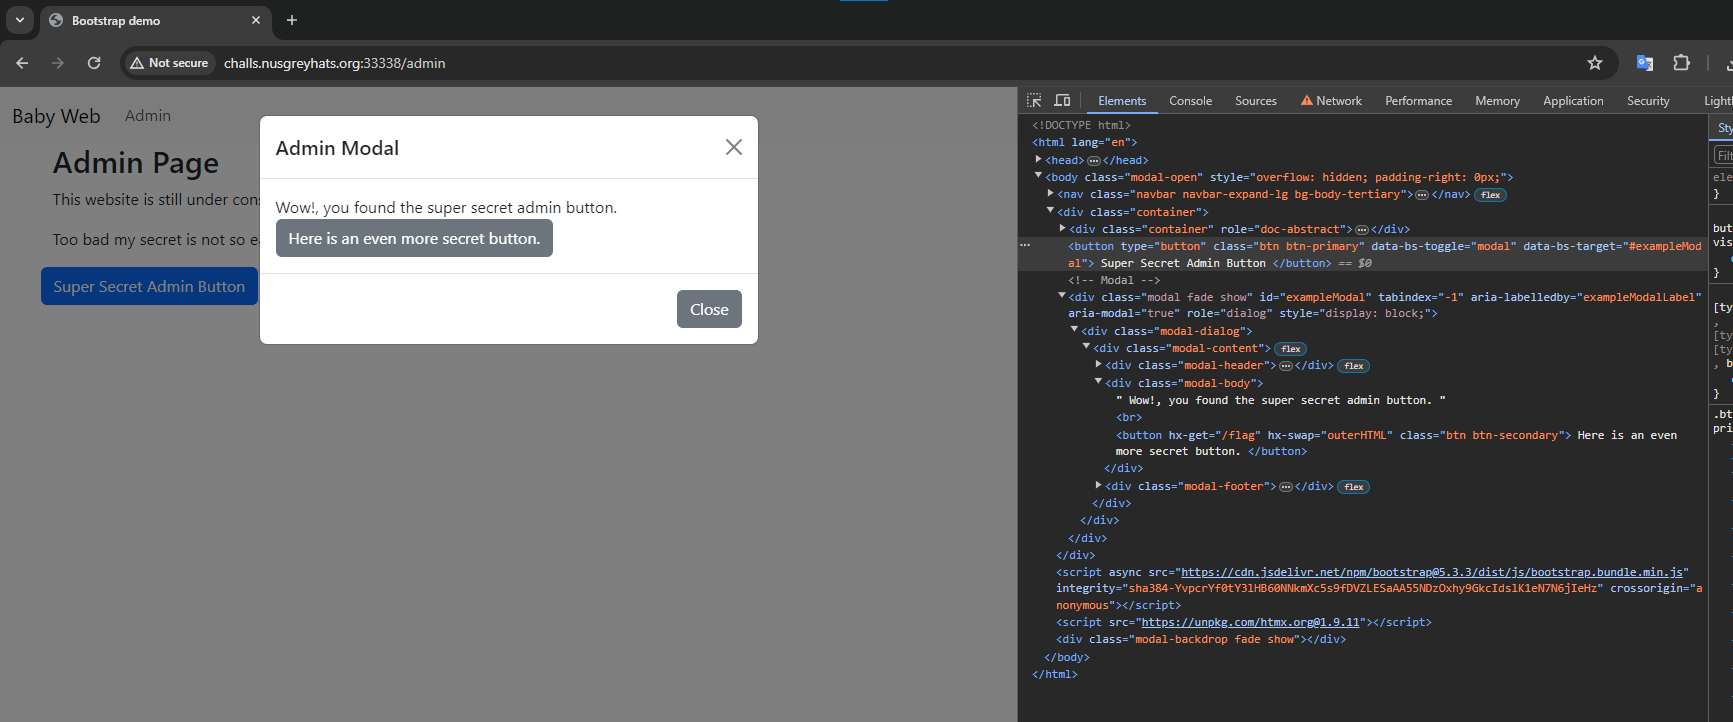 Bootstrap demo
Not secure
challs.nusgreyhats.org:33338/admin
Baby Web
Admin
Admin Page
This website is still under cons
Too bad my secret is not so ea
Super Secret Admin Button
Admin Modal
Wow!, you found the super secret admin button.
Here is an even more secret button.
Close
Elements Console Sources Network Performance Memory Application Security Lighth
<!DOCTYPE html>
<html lang="en">
<head> ••• </head>
<body class="modal-open" style="overflow: hidden; padding-right: 0px;">
<nav class="navbar navbar-expand-lg bg-body-tertiary"> ••• </nav> flex
<div class="container">
<div class="container" role="doc-abstract"> ••• </div>
<button type="button" class="btn btn-primary" data-bs-toggle="modal" data-bs-target="#exampleMod
al"> Super Secret Admin Button </button> == $0
<!-- Modal -->
<div class="modal fade show" id="exampleModal" tabindex="-1" aria-labelledby="exampleModalLabel"
aria-modal="true" role="dialog" style="display: block;">
<div class="modal-dialog">
<div class="modal-content"> flex
<div class="modal-header"> ••• </div> flex
<div class="modal-body">
" Wow!, you found the super secret admin button. "
<br>
<button hx-get="/flag" hx-swap="outerHTML" class="btn btn-secondary"> Here is an even
more secret button. </button>
</div>
<div class="modal-footer"> ••• </div> flex
</div>
</div>
</div>
</div>
<script async src="https://cdn.jsdelivr.net/npm/bootstrap@5.3.3/dist/js/bootstrap.bundle.min.js"
integrity="sha384-YvpcrYf0tY3lHB60NNkmXc5s9fDVZLESaAA55NDzOxhy9GkcIdslK1eN7N6jIeHz" crossorigin="a
nonymous"></script>
<script src="https://unpkg.com/htmx.org@1.9.11"></script>
<div class="modal-backdrop fade show"></div>
</body>
</html>
Sty
Filt
ele
}
but
vis
}
[ty
,
[ty
[ty
, b
}
.bt
pri